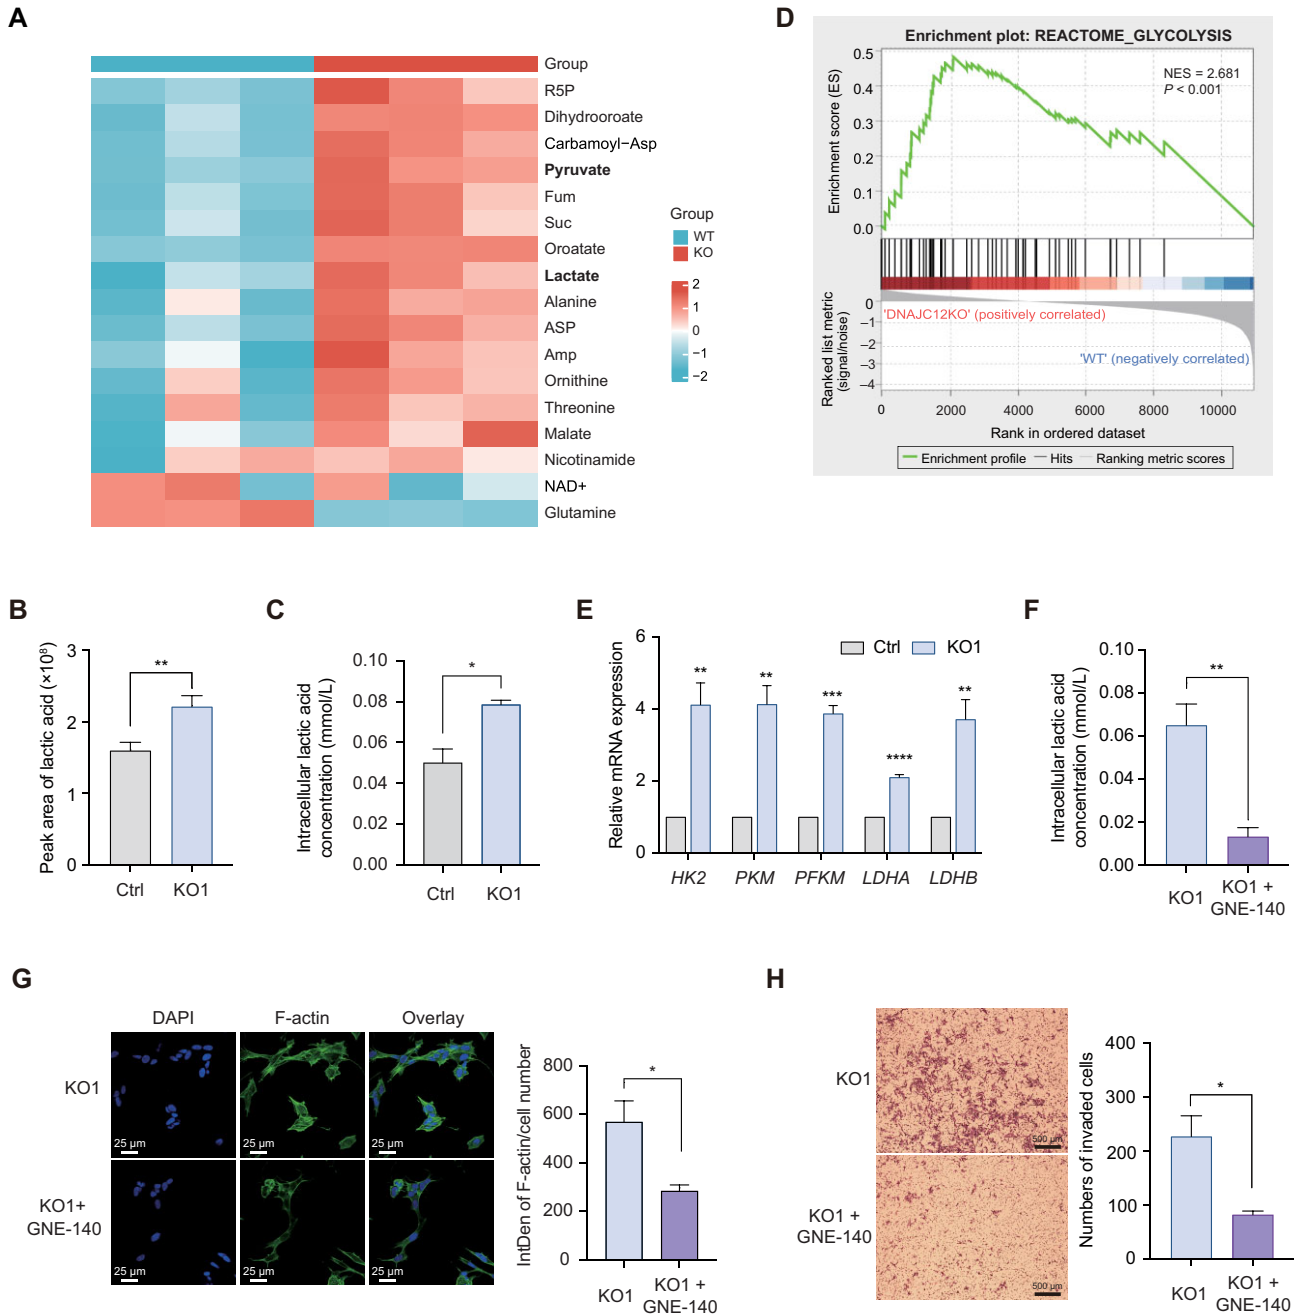 A
Group
R5P
Dihydrooroate
Carbamoyl−Asp
Pyruvate
Fum
Suc
Oroatate
Lactate
Alanine
ASP
Amp
Ornithine
Threonine
Malate
Nicotinamide
NAD+
Glutamine
Group
WT
KO
2
1
0
−1
−2
D
Enrichment plot: REACTOME_GLYCOLYSIS
NES = 2.681
P < 0.001
Enrichment score (ES)
0.5
0.4
0.3
0.2
0.1
0.0
Ranked list metric
(signal/noise)
0
−1
−2
−3
−4
'DNAJC12KO' (positively correlated)
'WT' (negatively correlated)
0 2000 4000 6000 8000 10000
Rank in ordered dataset
Enrichment profile Hits Ranking metric scores
B
Peak area of lactic acid (×10⁸)
3
2
1
0
**
Ctrl KO1
C
Intracellular lactic acid
concentration (mmol/L)
0.10
0.08
0.06
0.04
0.02
0.00
*
Ctrl KO1
E
Relative mRNA expression
6
4
2
0
Ctrl KO1
** ** *** **** **
HK2 PKM PFKM LDHA LDHB
F
Intracellular lactic acid
concentration (mmol/L)
0.10
0.08
0.06
0.04
0.02
0.00
**
KO1 KO1 +
GNE-140
G
DAPI F-actin Overlay
KO1
25 µm 25 µm 25 µm
KO1+
GNE-140
25 µm 25 µm 25 µm
IntDen of F-actin/cell number
800
600
400
200
0
*
KO1 KO1 +
GNE-140
H
KO1
500 µm
KO1 +
GNE-140
500 µm
Numbers of invaded cells
400
300
200
100
0
*
KO1 KO1 +
GNE-140